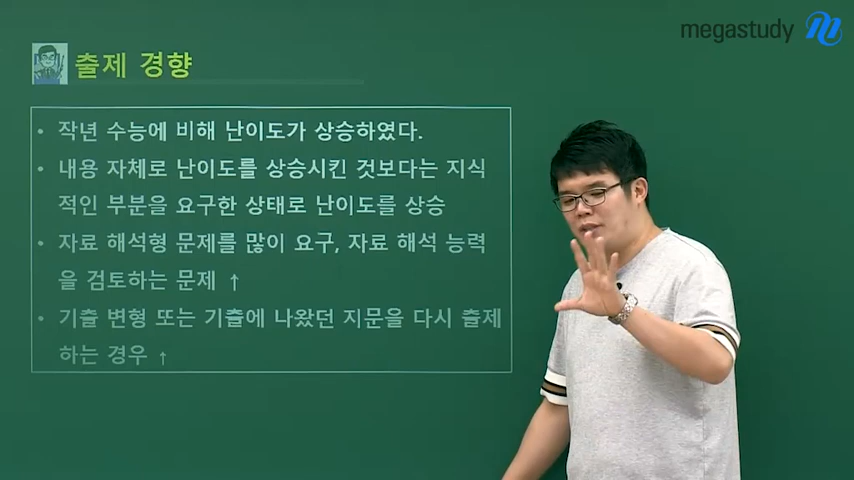 megastudy
출제 경향
• 작년 수능에 비해 난이도가 상승하였다.
• 내용 자체로 난이도를 상승시킨 것보다는 지식
적인 부분을 요구한 상태로 난이도를 상승
• 자료 해석형 문제를 많이 요구, 자료 해석 능력
을 검토하는 문제 ↑
• 기출 변형 또는 기출에 나왔던 지문을 다시 출제
하는 경우 ↑